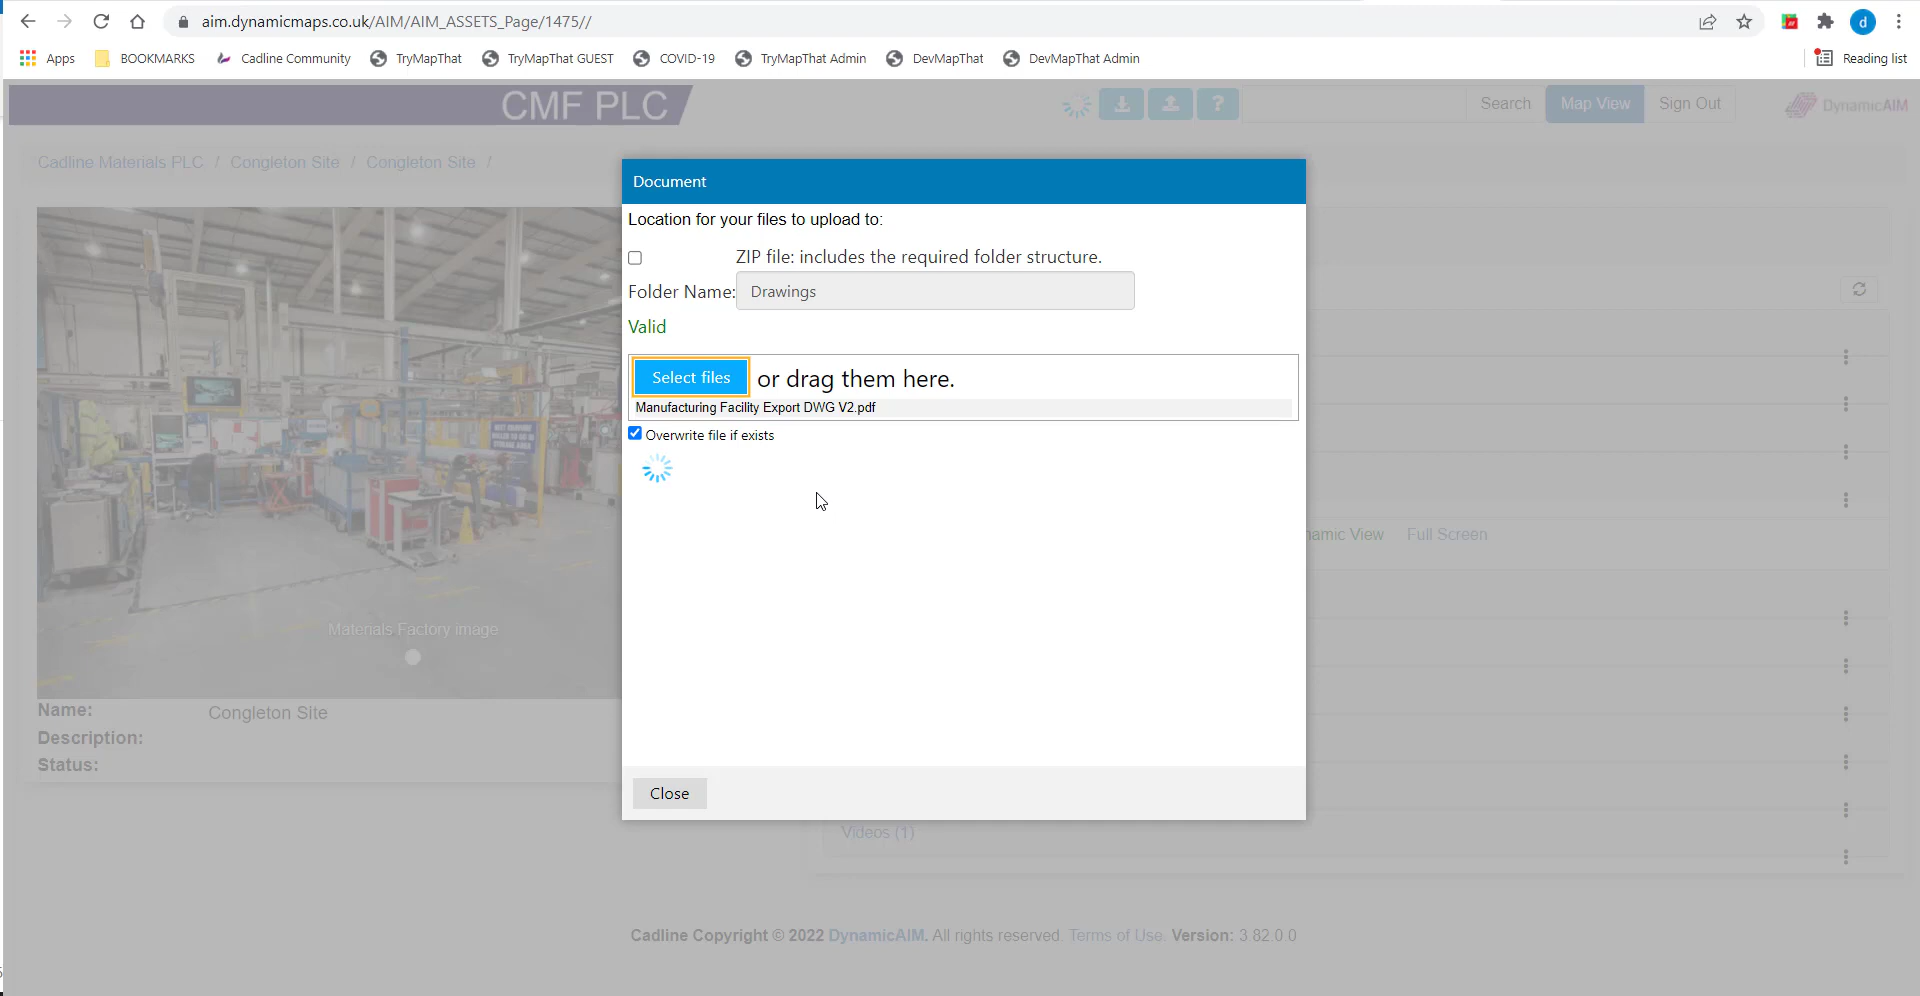 aim.dynamicmaps.co.uk/AIM/AIM_ASSETS_Page/1475//
d
Apps
BOOKMARKS
Cadline Community
TryMapThat
TryMapThat GUEST
COVID-19
TryMapThat Admin
DevMapThat
DevMapThat Admin
Reading list
CMF PLC
?
Search
Map View
Sign Out
DynamicAIM
Cadline Materials PLC / Congleton Site / Congleton Site /
Document
Location for your files to upload to:
ZIP file: includes the required folder structure.
Folder Name: Drawings
Valid
Select files or drag them here.
Manufacturing Facility Export DWG V2.pdf
Overwrite file if exists
Close
namic View
Full Screen
Materials Factory image
Name: Congleton Site
Description:
Status:
Videos (1)
Cadline Copyright © 2022 DynamicAIM. All rights reserved. Terms of Use. Version: 3.82.0.0